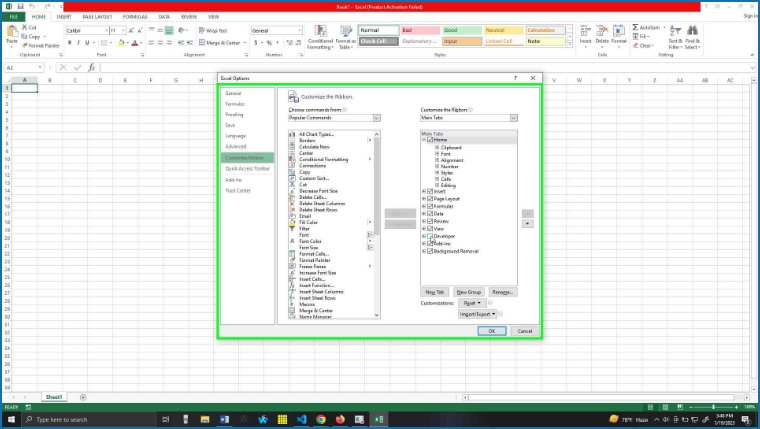 Book1 - Excel (Product Activation Failed)
FILE HOME INSERT PAGE LAYOUT FORMULAS DATA REVIEW VIEW
Cut
Copy
Format Painter
Paste
Clipboard
Calibri 11
Font
Wrap Text
Merge & Center
Alignment
General
Number
Conditional Formatting
Format as Table
Normal Bad Good Neutral Calculation
Check Cell Explanatory... Input Linked Cell Note
Styles
Insert Delete Format
Cells
AutoSum
Fill
Clear
Sort & Filter
Find & Select
Editing
A1
Excel Options
General
Formulas
Proofing
Save
Language
Advanced
Customize Ribbon
Quick Access Toolbar
Add-Ins
Trust Center
Customize the Ribbon.
Choose commands from:
Popular Commands
All Chart Types...
Borders
Calculate Now
Center
Conditional Formatting
Connections
Copy
Custom Sort...
Cut
Decrease Font Size
Delete Cells...
Delete Sheet Columns
Delete Sheet Rows
Email
Fill Color
Filter
Font
Font Color
Font Size
Format Cells...
Format Painter
Freeze Panes
Increase Font Size
Insert Cells...
Insert Function...
Insert Sheet Columns
Insert Sheet Rows
Macros
Merge & Center
Name Manager
Customize the Ribbon:
Main Tabs
Main Tabs
Home
Clipboard
Font
Alignment
Number
Styles
Cells
Editing
Insert
Page Layout
Formulas
Data
Review
View
Developer
Add-Ins
Background Removal
New Tab New Group Rename...
Customizations: Reset
Import/Export
OK Cancel
Sheet1
READY
100%
Type here to search
78°F Haze
3:48 PM
1/19/2023